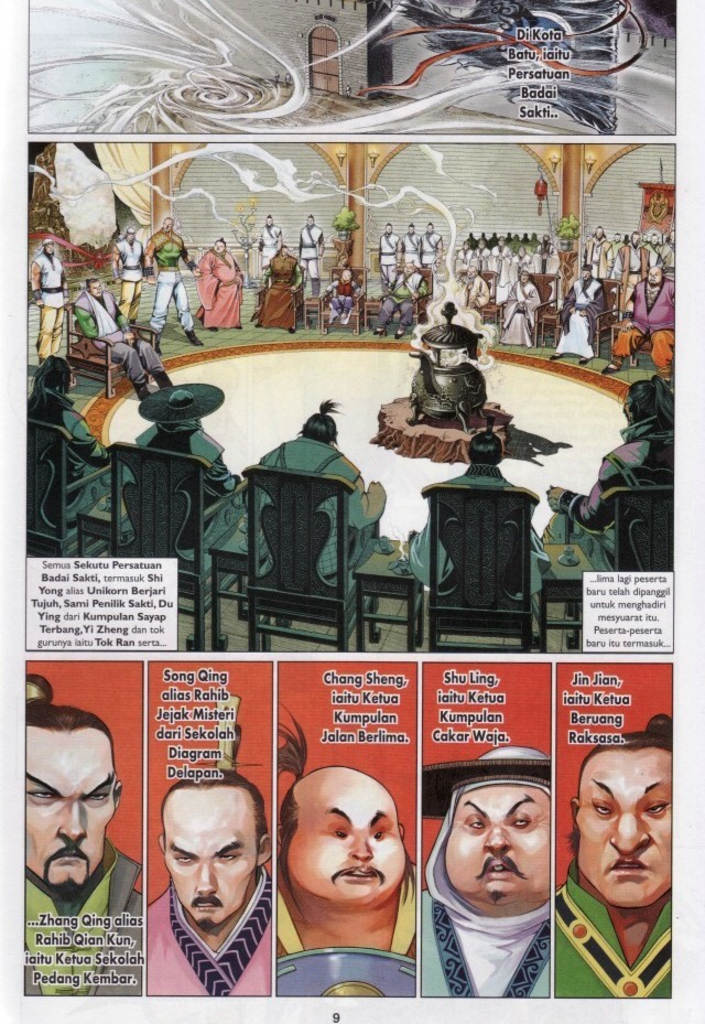 Di Kota
Batu, iaitu
Persatuan
Badai
Sakti..
Semua Sekutu Persatuan
Badai Sakti, termasuk Shi
Yong alias Unikorn Berjari
Tujuh, Sami Penilik Sakti, Du
Ying dari Kumpulan Sayap
Terbang,Yi Zheng dan tok
gurunya iaitu Tok Ran serta...
...lima lagi peserta
baru telah dipanggil
untuk menghadiri
mesyuarat itu.
Peserta-peserta
baru itu termasuk...
...Zhang Qing alias
Rahib Qian Kun,
iaitu Ketua Sekolah
Pedang Kembar.
Song Qing
alias Rahib
Jejak Misteri
dari Sekolah
Diagram
Delapan.
Chang Sheng,
iaitu Ketua
Kumpulan
Jalan Berlima.
Shu Ling,
iaitu Ketua
Kumpulan
Cakar Waja.
Jin Jian,
iaitu Ketua
Beruang
Raksasa.
9